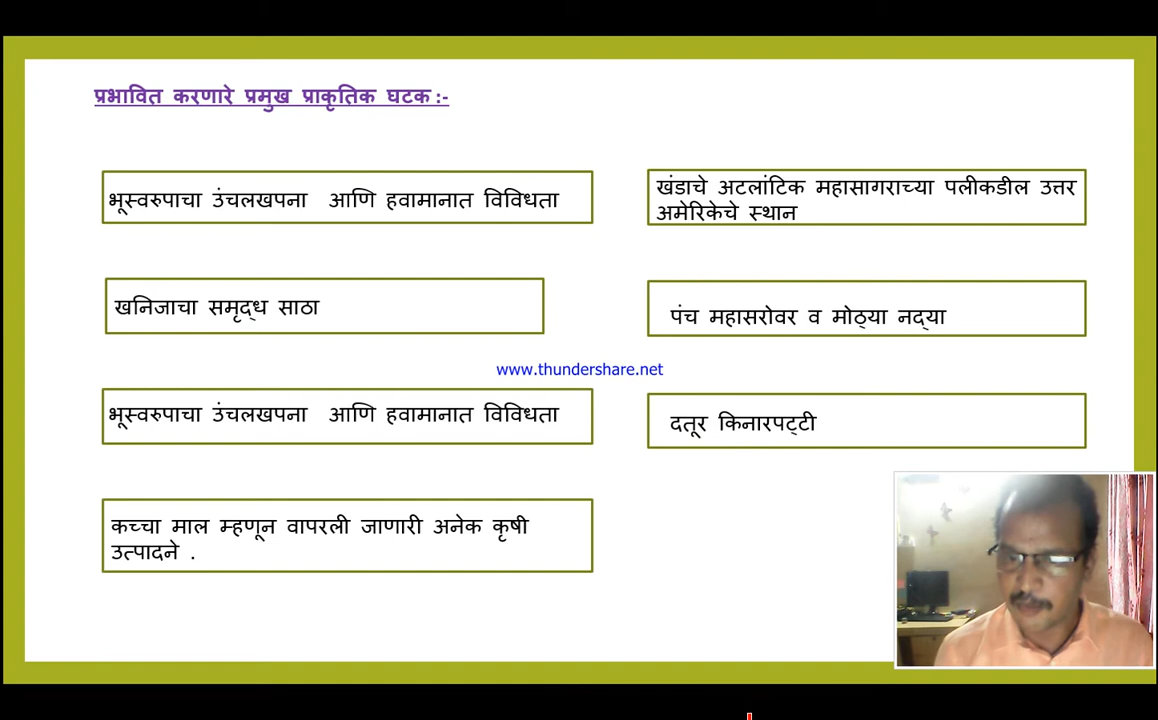 प्रभावित करणारे प्रमुख प्राकृतिक घटक :-
भूस्वरुपाचा उंचलखपना आणि हवामानात विविधता
खंडाचे अटलांटिक महासागराच्या पलीकडील उत्तर
अमेरिकेचे स्थान
खनिजाचा समृद्ध साठा
पंच महासरोवर व मोठ्या नद्या
www.thundershare.net
भूस्वरुपाचा उंचलखपना आणि हवामानात विविधता
दतूर किनारपट्टी
कच्चा माल म्हणून वापरली जाणारी अनेक कृषी
उत्पादने .